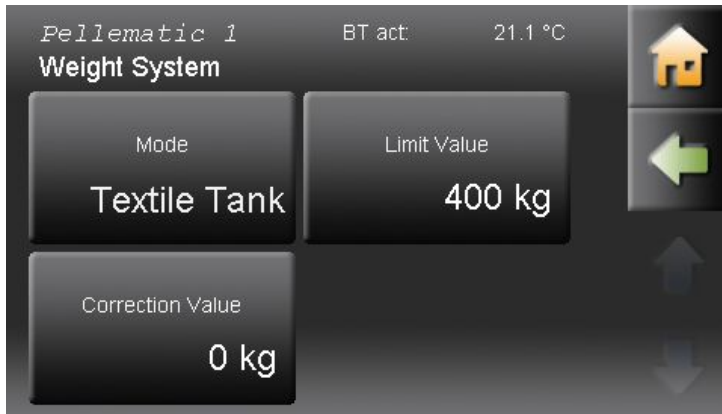 Pellematic 1 BT act: 21.1 °C
Weight System
Mode Limit Value
Textile Tank 400 kg
Correction Value
0 kg